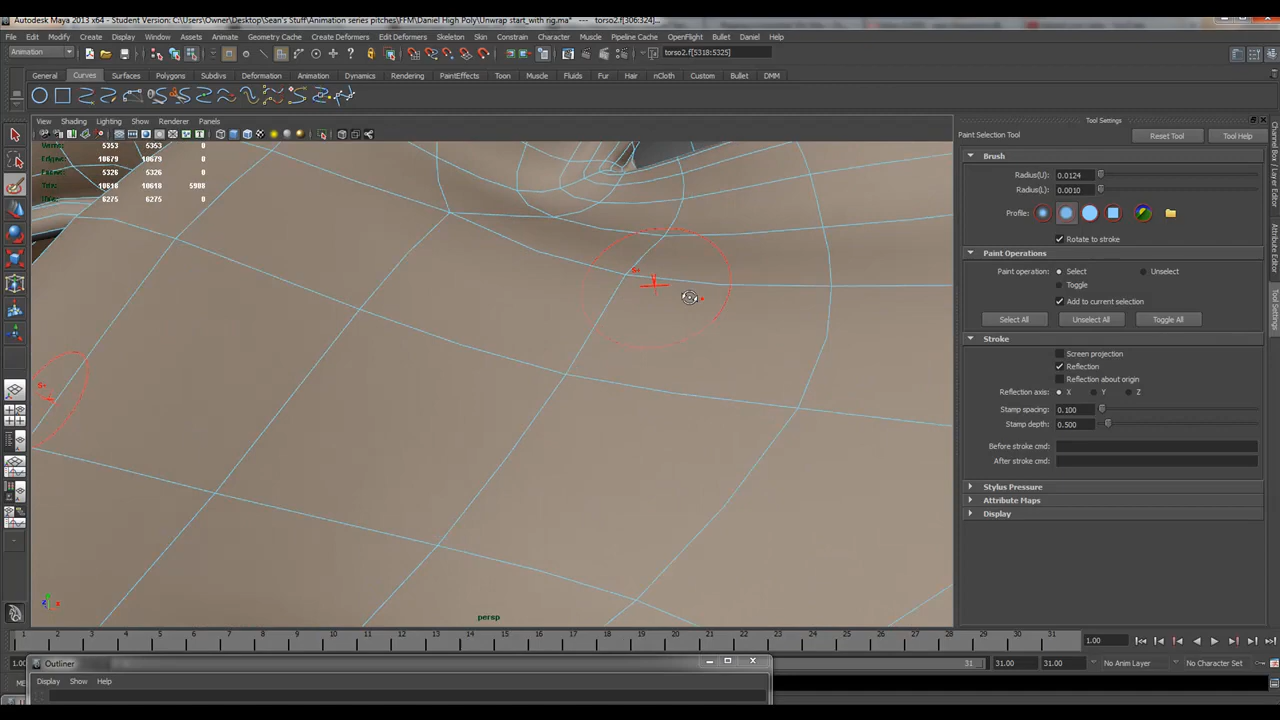 Autodesk Maya 2013 x64 - Student Version: C:\Users\Owner\Desktop\Sean's Stuff\Animation series pitches\FFM\Daniel High Poly\Unwrap start_with rig.ma* --- torso2.f[306:324]...
File Edit Modify Create Display Window Assets Animate Geometry Cache Create Deformers Edit Deformers Skeleton Skin Constrain Character Muscle Pipeline Cache OpenFlight Bullet Daniel Help
Animation torso2.f[5318:5325]
General Curves Surfaces Polygons Subdivs Deformation Animation Dynamics Rendering PaintEffects Toon Muscle Fluids Fur Hair nCloth Custom Bullet DMM
View Shading Lighting Show Renderer Panels
Tool Settings
Paint Selection Tool Reset Tool Tool Help
5353 5353 0
10679 10679 0
5326 5326 0
Tris: 10618 10618 5908
6275 6275 0
Brush
Radius(U): 0.0124
Radius(L): 0.0010
Profile:
Rotate to stroke
Paint Operations
Paint operation: Select Unselect
Toggle
Add to current selection
Select All Unselect All Toggle All
Stroke
Screen projection
Reflection
Reflection about origin
Reflection axis: X Y Z
Stamp spacing: 0.100
Stamp depth: 0.500
Before stroke cmd:
After stroke cmd:
Stylus Pressure
Attribute Maps
Display
Channel Box / Layer Editor
Attribute Editor
Tool Settings
persp
1 2 3 4 5 6 7 8 9 10 11 12 13 14 15 16 17 18 19 20 21 22 23 24 25 26 27 28 29 30 31 1.00
Outliner
31 31.00 31.00 No Anim Layer No Character Set
Display Show Help